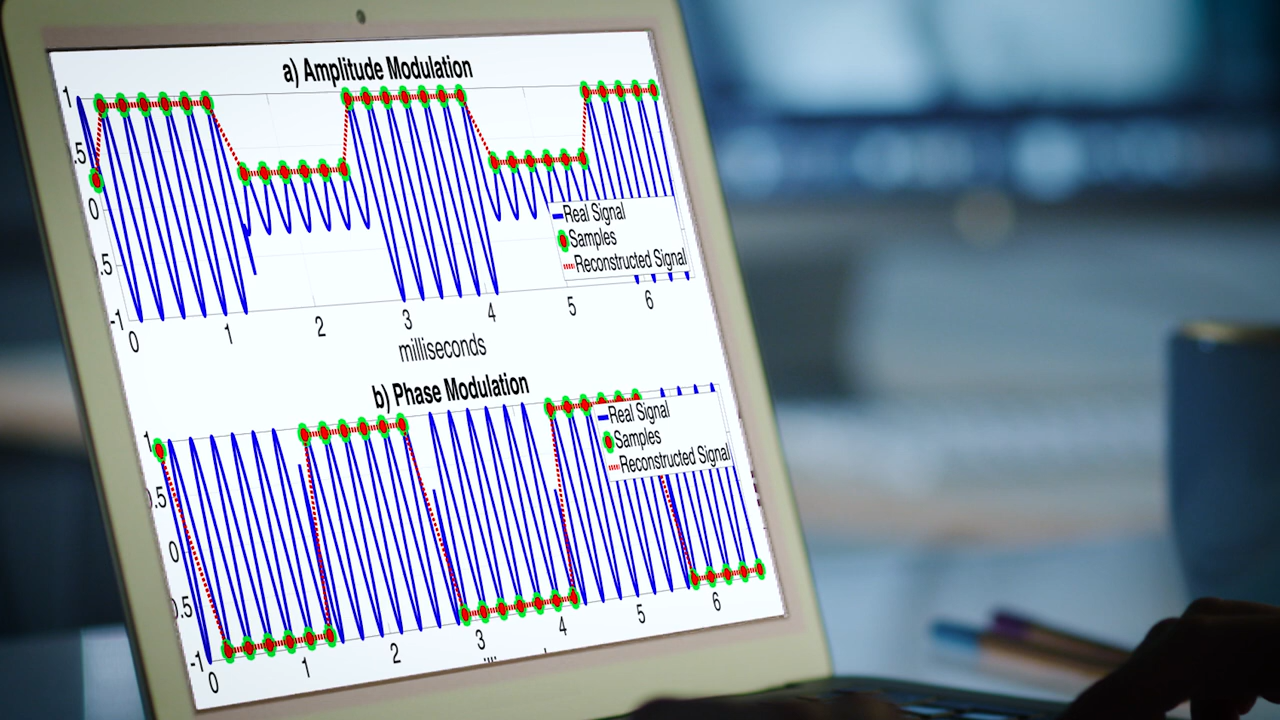 a) Amplitude Modulation
1
.5
0
.5
-1
0 1 2 3 4 5 6
milliseconds
Real Signal
Samples
Reconstructed Signal
b) Phase Modulation
1
0.5
0
0.5
-1
0 1 2 3 4 5 6
Real Signal
Samples
Reconstructed Signal